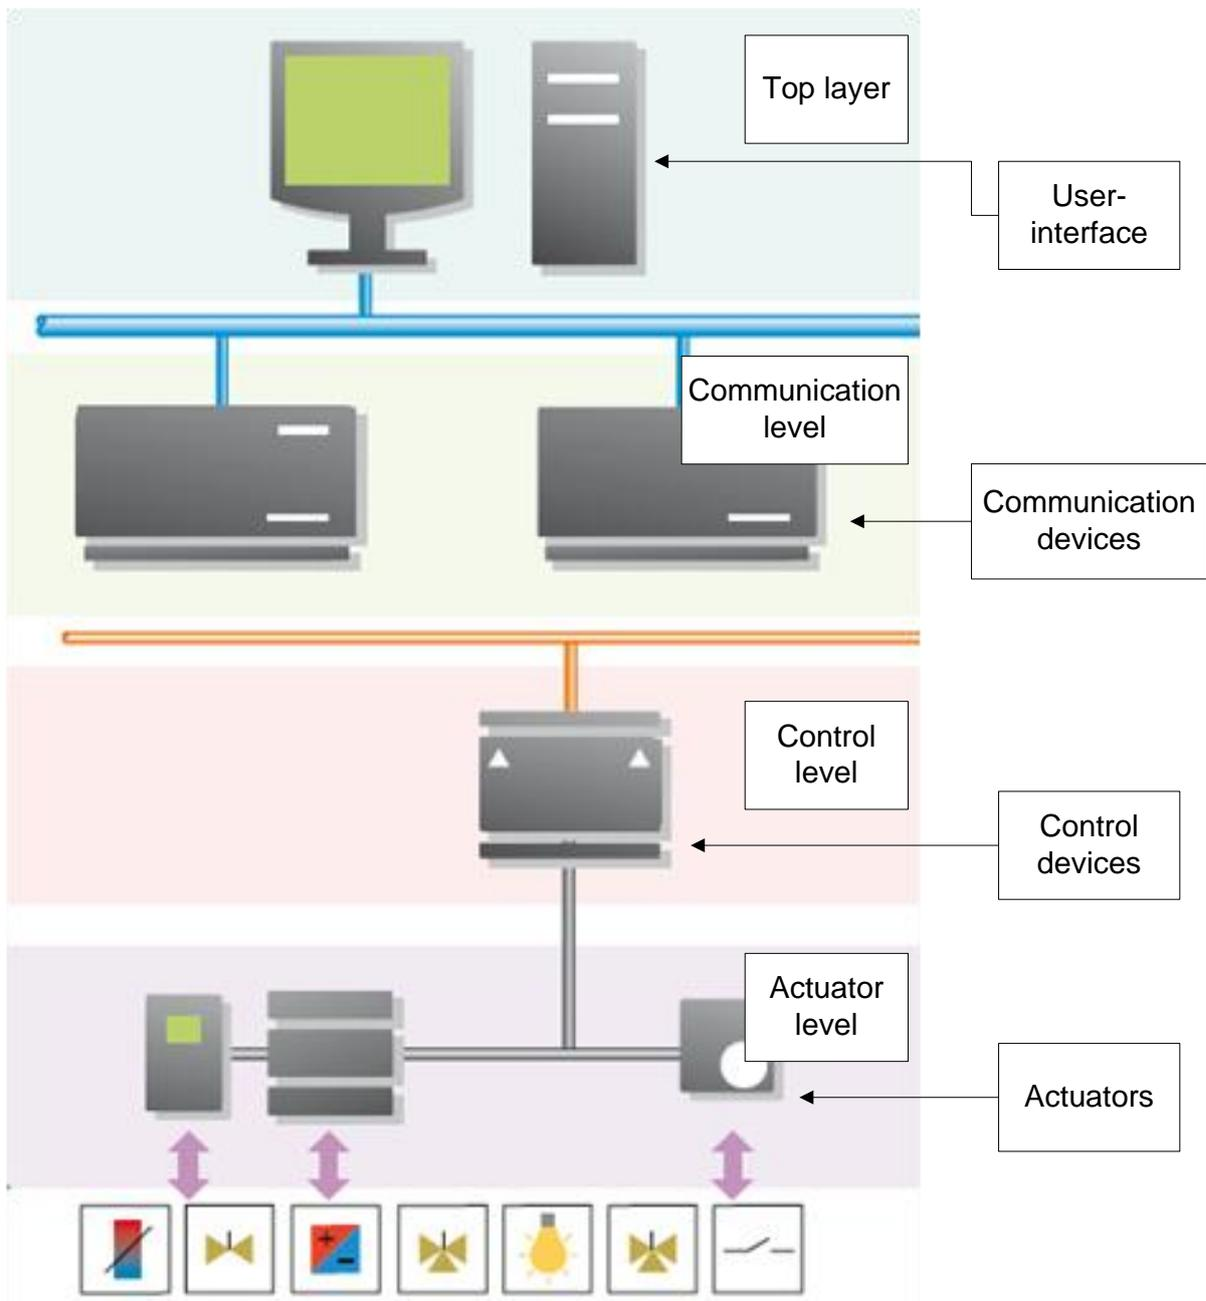 Top layer
User-
interface
Communication
level
Communication
devices
Control
level
Control
devices
Actuator
level
Actuators